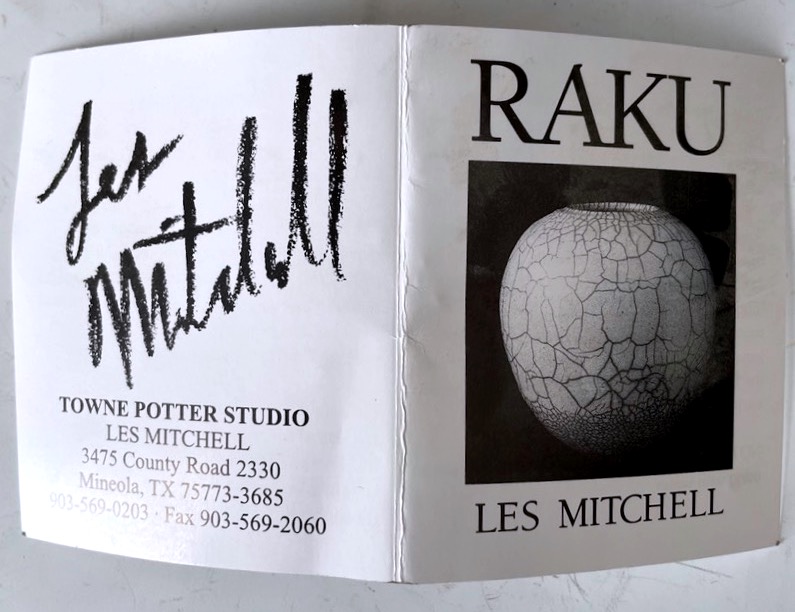 Les
Mitchell
TOWNE POTTER STUDIO
LES MITCHELL
3475 County Road 2330
Mineola, TX 75773-3685
903-569-0203 · Fax 903-569-2060
RAKU
LES MITCHELL